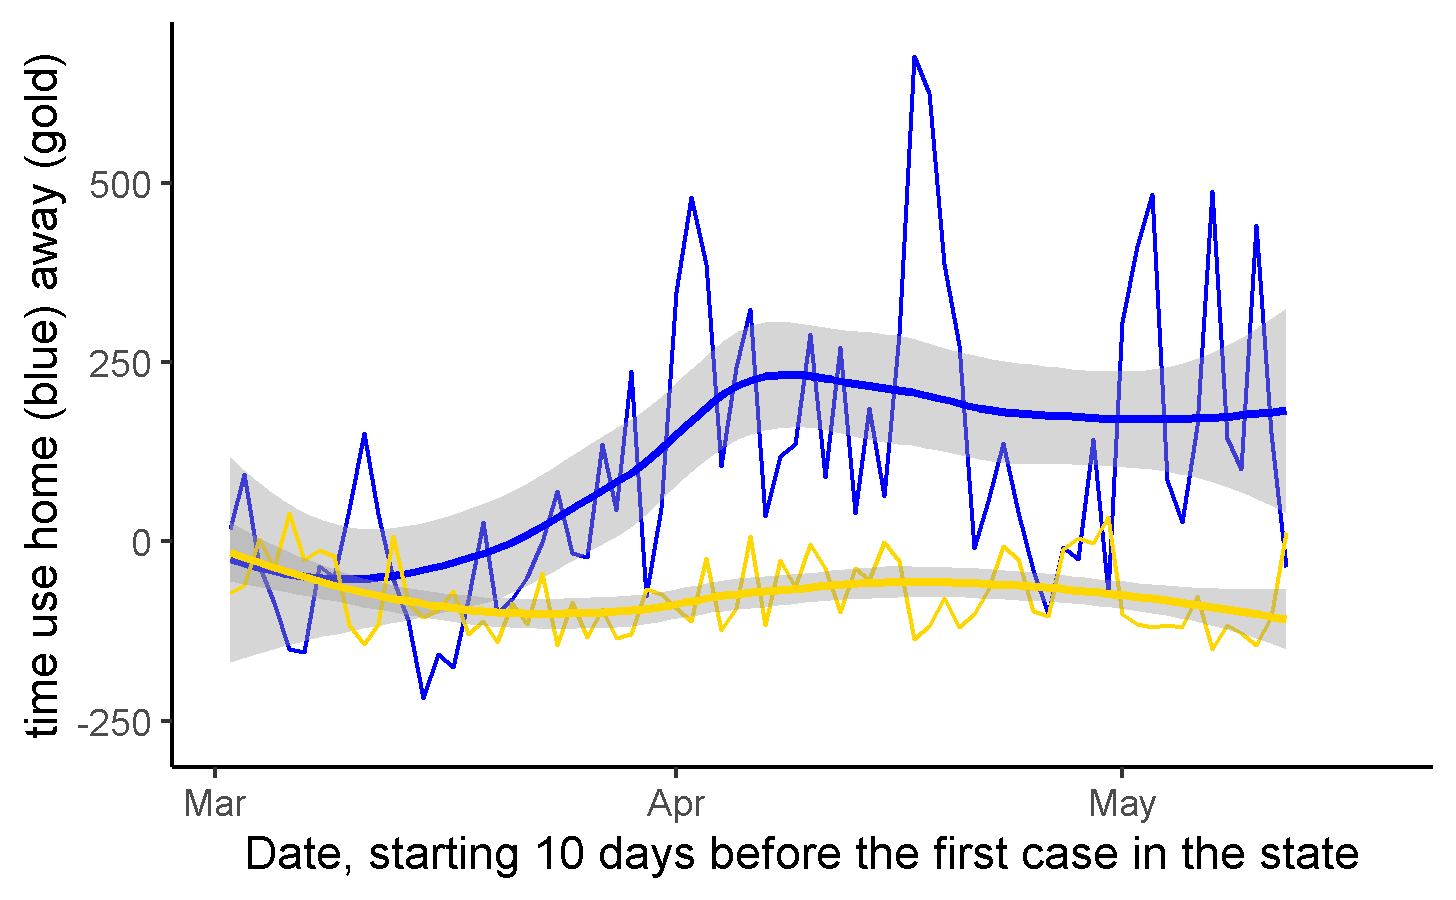 time use home (blue) away (gold)
500
250
0
-250
Mar Apr May
Date, starting 10 days before the first case in the state